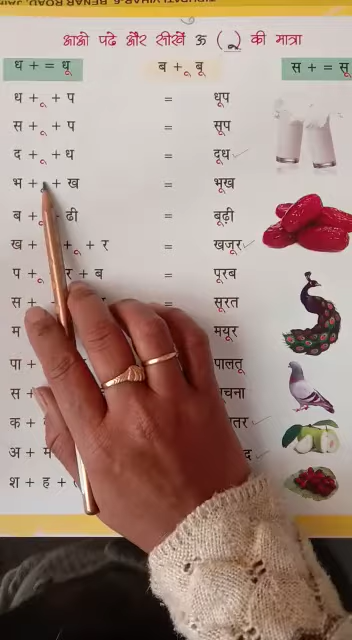 आओ पढें और सीखें ऊ ( ू ) की मात्रा
ध + = धू ब + ू बू स + = सू
ध + ू + प = धूप
स + ू + प = सूप
द + ू + ध = दूध
भ + ू + ख = भूख
ब + ू + ढी = बूढ़ी
ख + + ू + र = खजूर
प + ू र + ब = पूरब
स + = सूरत
म मयूर
पा + पालतू
स + चना
क + तर
अ + म द
श + ह +